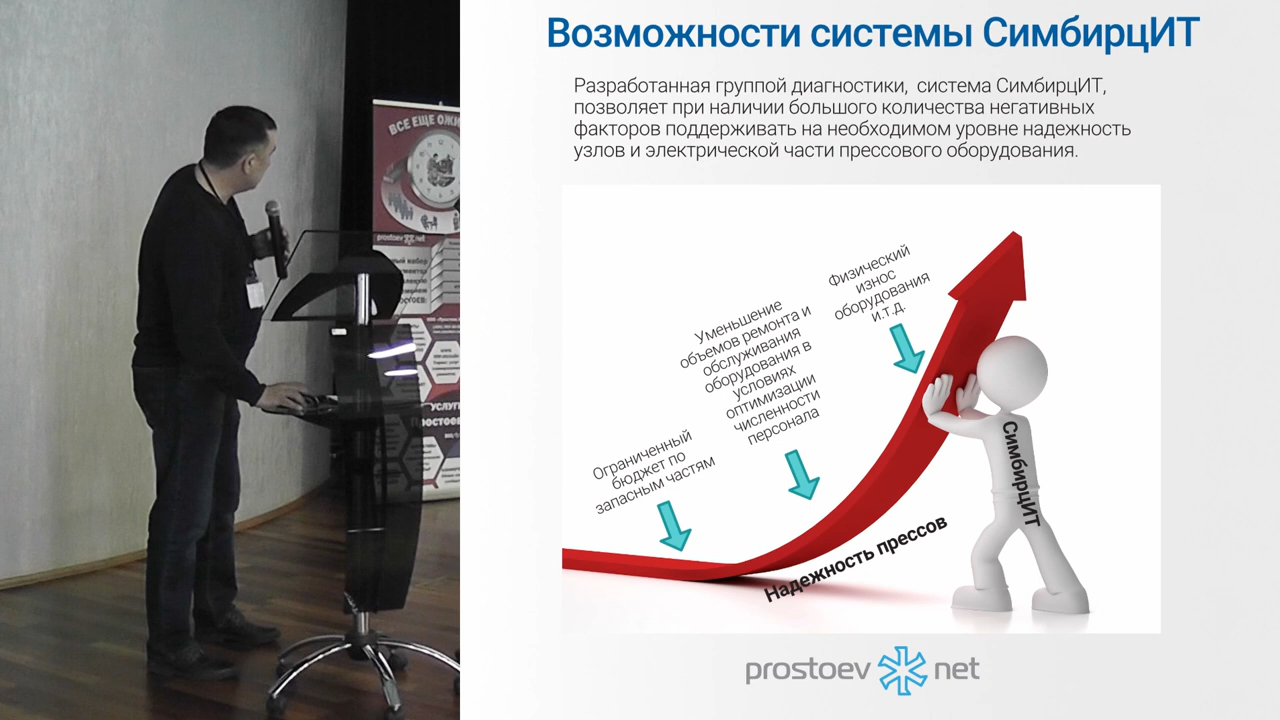 Возможности системы СимбирцИТ
Разработанная группой диагностики, система СимбирцИТ,
позволяет при наличии большого количества негативных
факторов поддерживать на необходимом уровне надежность
узлов и электрической части прессового оборудования.
Физический
износ
оборудования
и.т.д.
Уменьшение
объемов ремонта и
обслуживания
оборудования в
условиях
оптимизации
численности
персонала
Ограниченный
бюджет по
запасным частям
Надежность прессов
СимбирцИТ
prostoev net
ВСЕ ЕЩЕ
prostoev net
УСЛУГИ